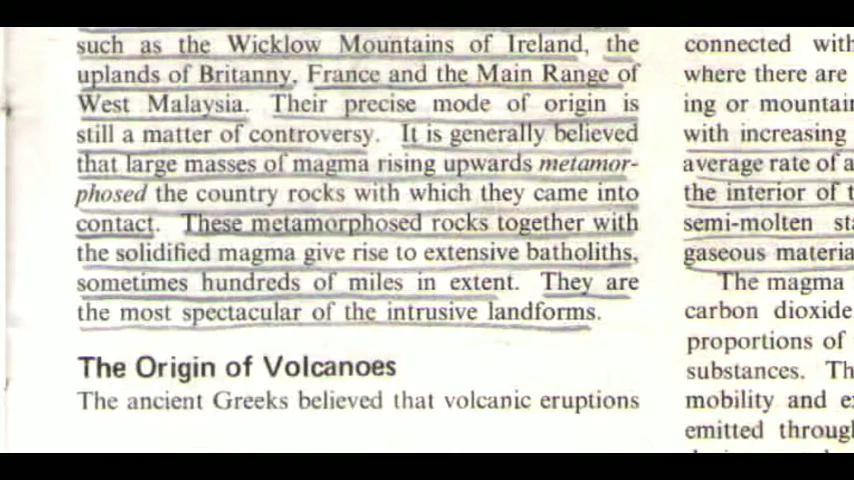 such as the Wicklow Mountains of Ireland, the
uplands of Britanny, France and the Main Range of
West Malaysia. Their precise mode of origin is
still a matter of controversy. It is generally believed
that large masses of magma rising upwards metamor-
phosed the country rocks with which they came into
contact. These metamorphosed rocks together with
the solidified magma give rise to extensive batholiths,
sometimes hundreds of miles in extent. They are
the most spectacular of the intrusive landforms.
The Origin of Volcanoes
The ancient Greeks believed that volcanic eruptions
connected with
where there are
ing or mountain
with increasing
average rate of a
the interior of t
semi-molten st
gaseous materia
The magma
carbon dioxide
proportions of
substances. Th
mobility and e
emitted through